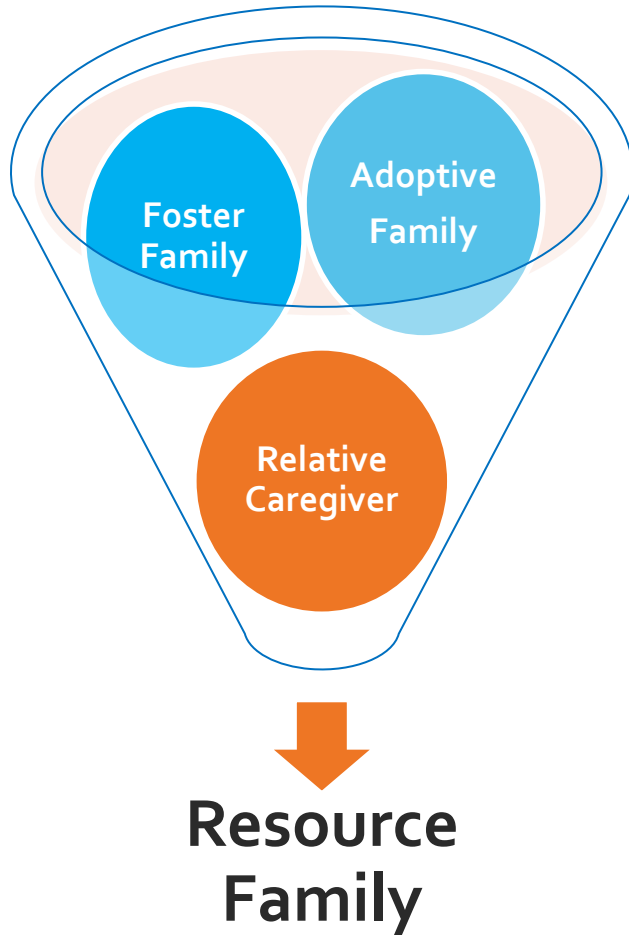 Foster
Family
Adoptive
Family
Relative
Caregiver
Resource
Family